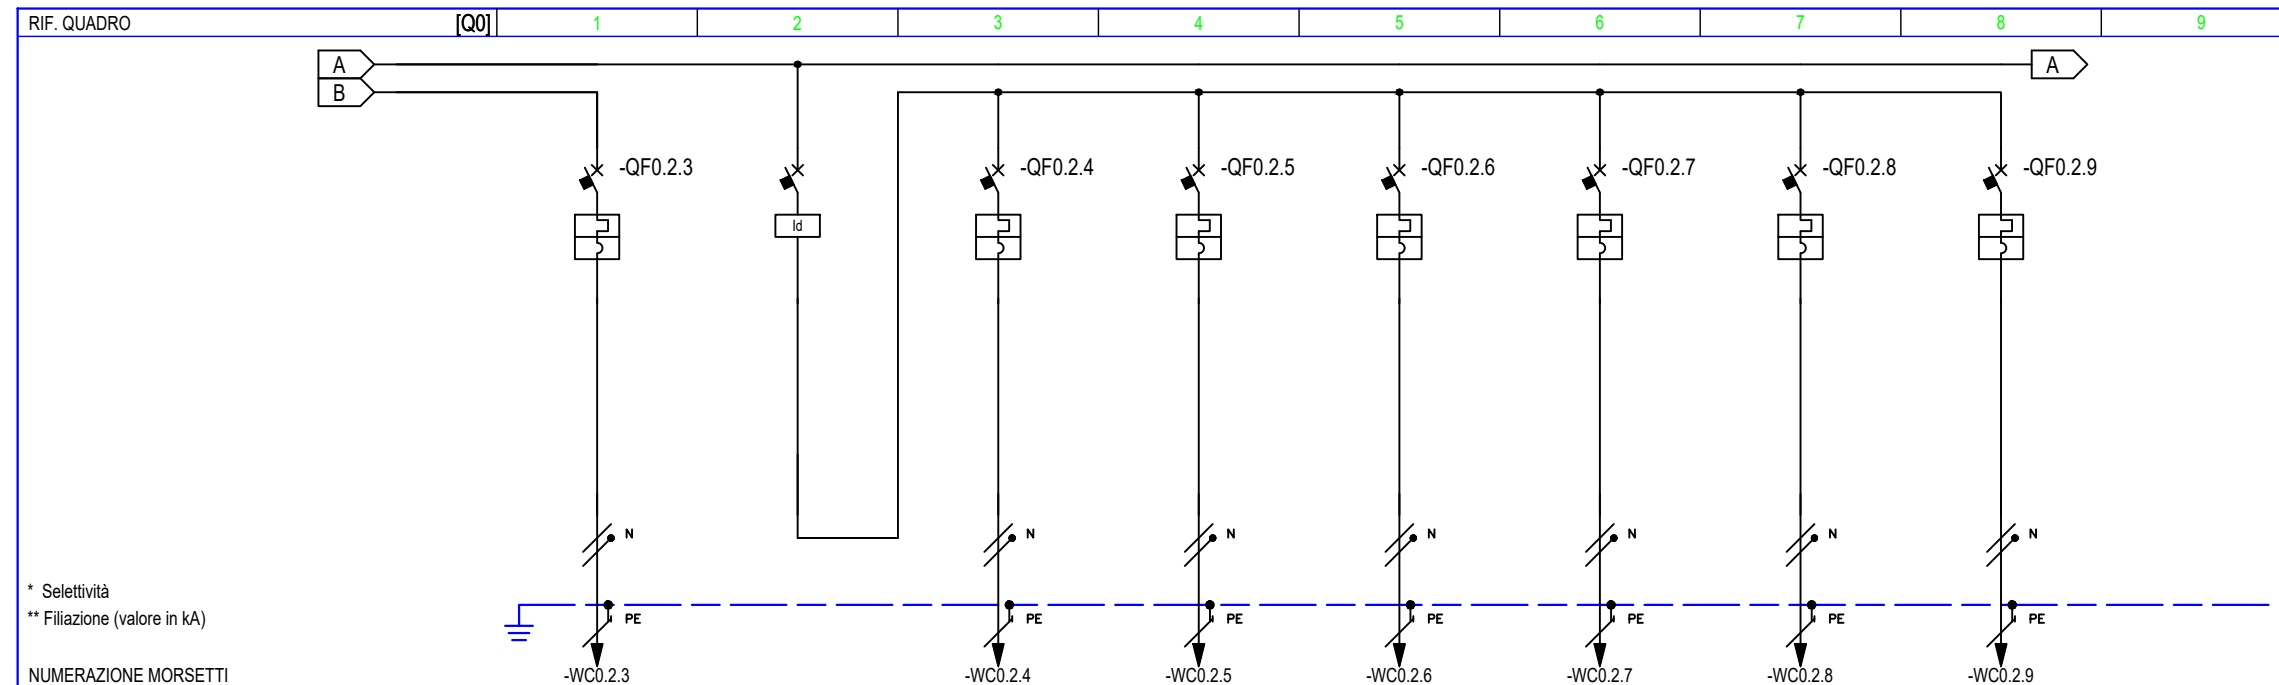 RIF. QUADRO [Q0] 1 2 3 4 5 6 7 8 9
A A
B
-QF0.2.3 -QF0.2.4 -QF0.2.5 -QF0.2.6 -QF0.2.7 -QF0.2.8 -QF0.2.9
Id
N N N N N N N
* Selettività
** Filiazione (valore in kA)
PE PE PE PE PE PE PE
NUMERAZIONE MORSETTI -WC0.2.3 -WC0.2.4 -WC0.2.5 -WC0.2.6 -WC0.2.7 -WC0.2.8 -WC0.2.9